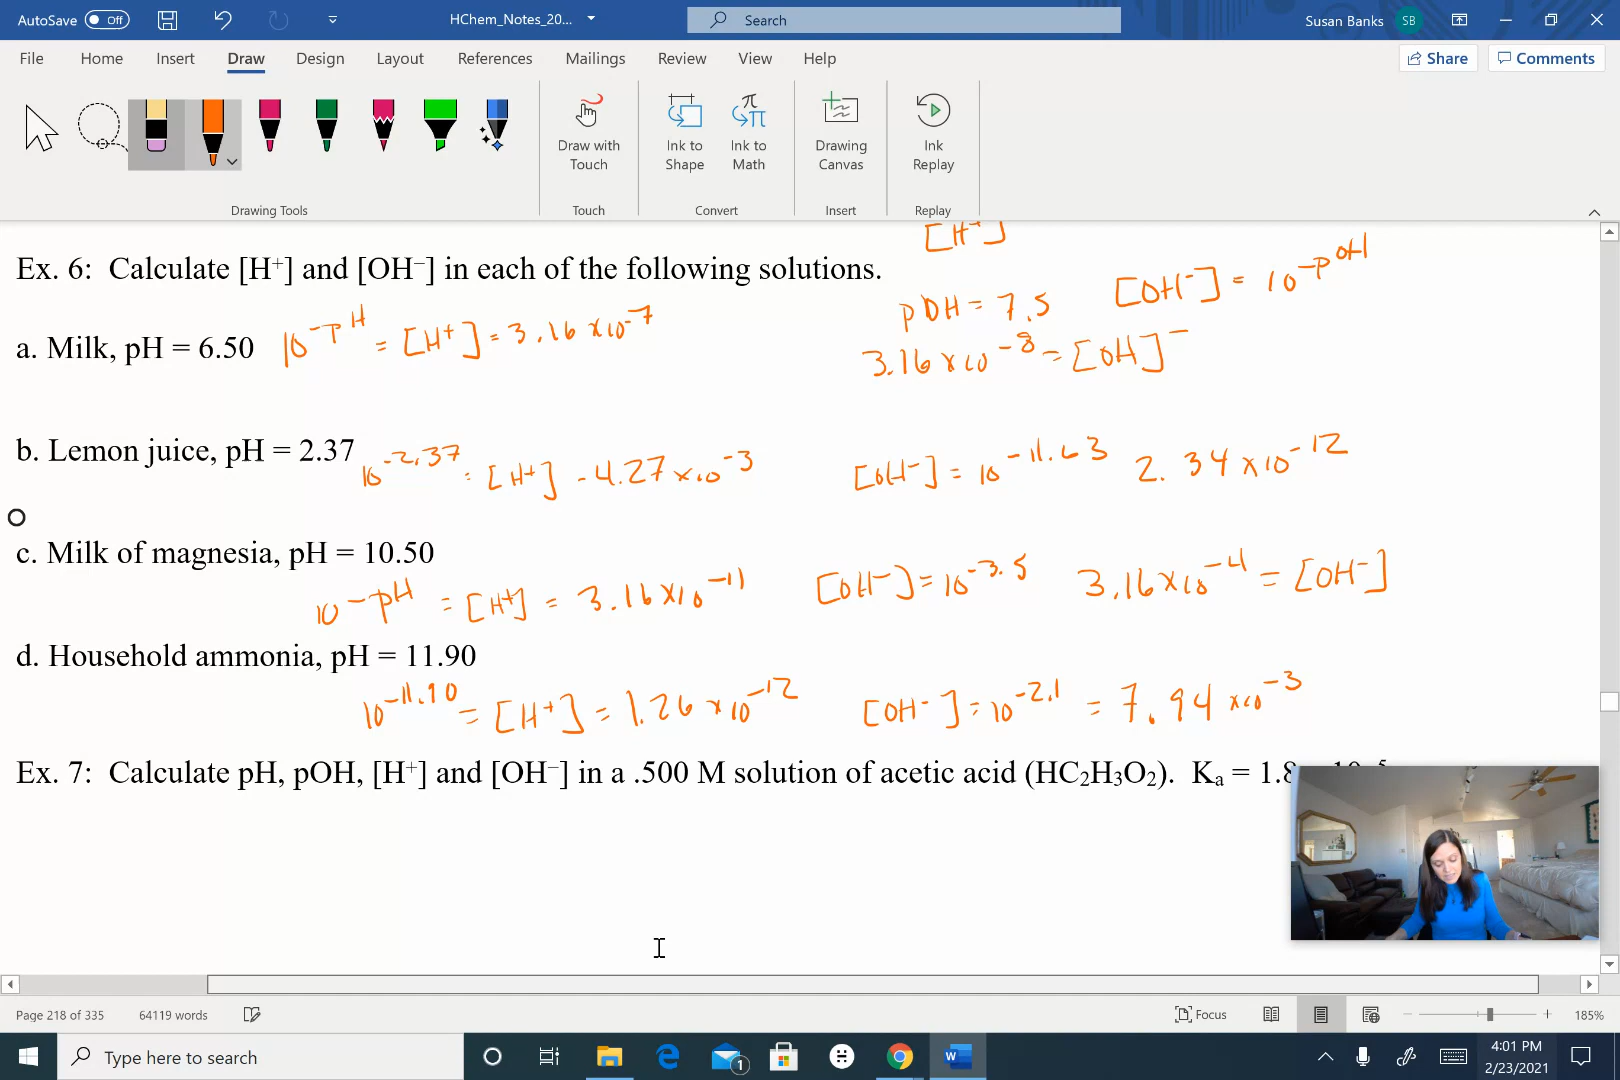 AutoSave Off HChem_Notes_20... Search Susan Banks SB
File Home Insert Draw Design Layout References Mailings Review View Help Share Comments
Draw with Touch
Ink to Shape
Ink to Math
Drawing Canvas
Ink Replay
Drawing Tools Touch Convert Insert Replay
[H⁺]
Ex. 6: Calculate [H⁺] and [OH⁻] in each of the following solutions.
pOH = 7.5 [OH⁻] = 10^-pOH
a. Milk, pH = 6.50 10^-pH = [H⁺] = 3.16 x10⁻⁷
3.16 x10⁻⁸ = [OH]⁻
b. Lemon juice, pH = 2.37 10^-2.37 = [H⁺] - 4.27 x10⁻³ [OH⁻] = 10^-11.63 2.34 x10⁻¹²
c. Milk of magnesia, pH = 10.50
10^-pH = [H⁺] = 3.16 x10⁻¹¹ [OH⁻] = 10^-3.5 3.16 x10⁻⁴ = [OH⁻]
d. Household ammonia, pH = 11.90
10^-11.90 = [H⁺] = 1.26 x10⁻¹² [OH⁻] = 10^-2.1 = 7.94 x10⁻³
Ex. 7: Calculate pH, pOH, [H⁺] and [OH⁻] in a .500 M solution of acetic acid (HC₂H₃O₂). Kₐ = 1.8
Page 218 of 335 64119 words Focus 185%
Type here to search 1 4:01 PM
2/23/2021